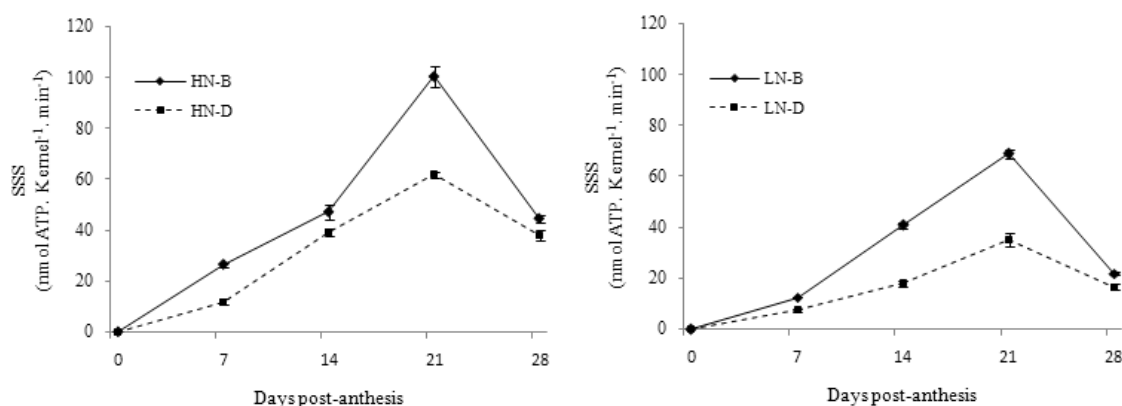 120
100
80
60
40
20
0
SSS
(nmol ATP. Kernel⁻¹. min⁻¹)
HN-B
HN-D
0 7 14 21 28
Days post-anthesis
120
100
80
60
40
20
0
SSS
(nmol ATP. Kernel⁻¹. min⁻¹)
LN-B
LN-D
0 7 14 21 28
Days post-anthesis